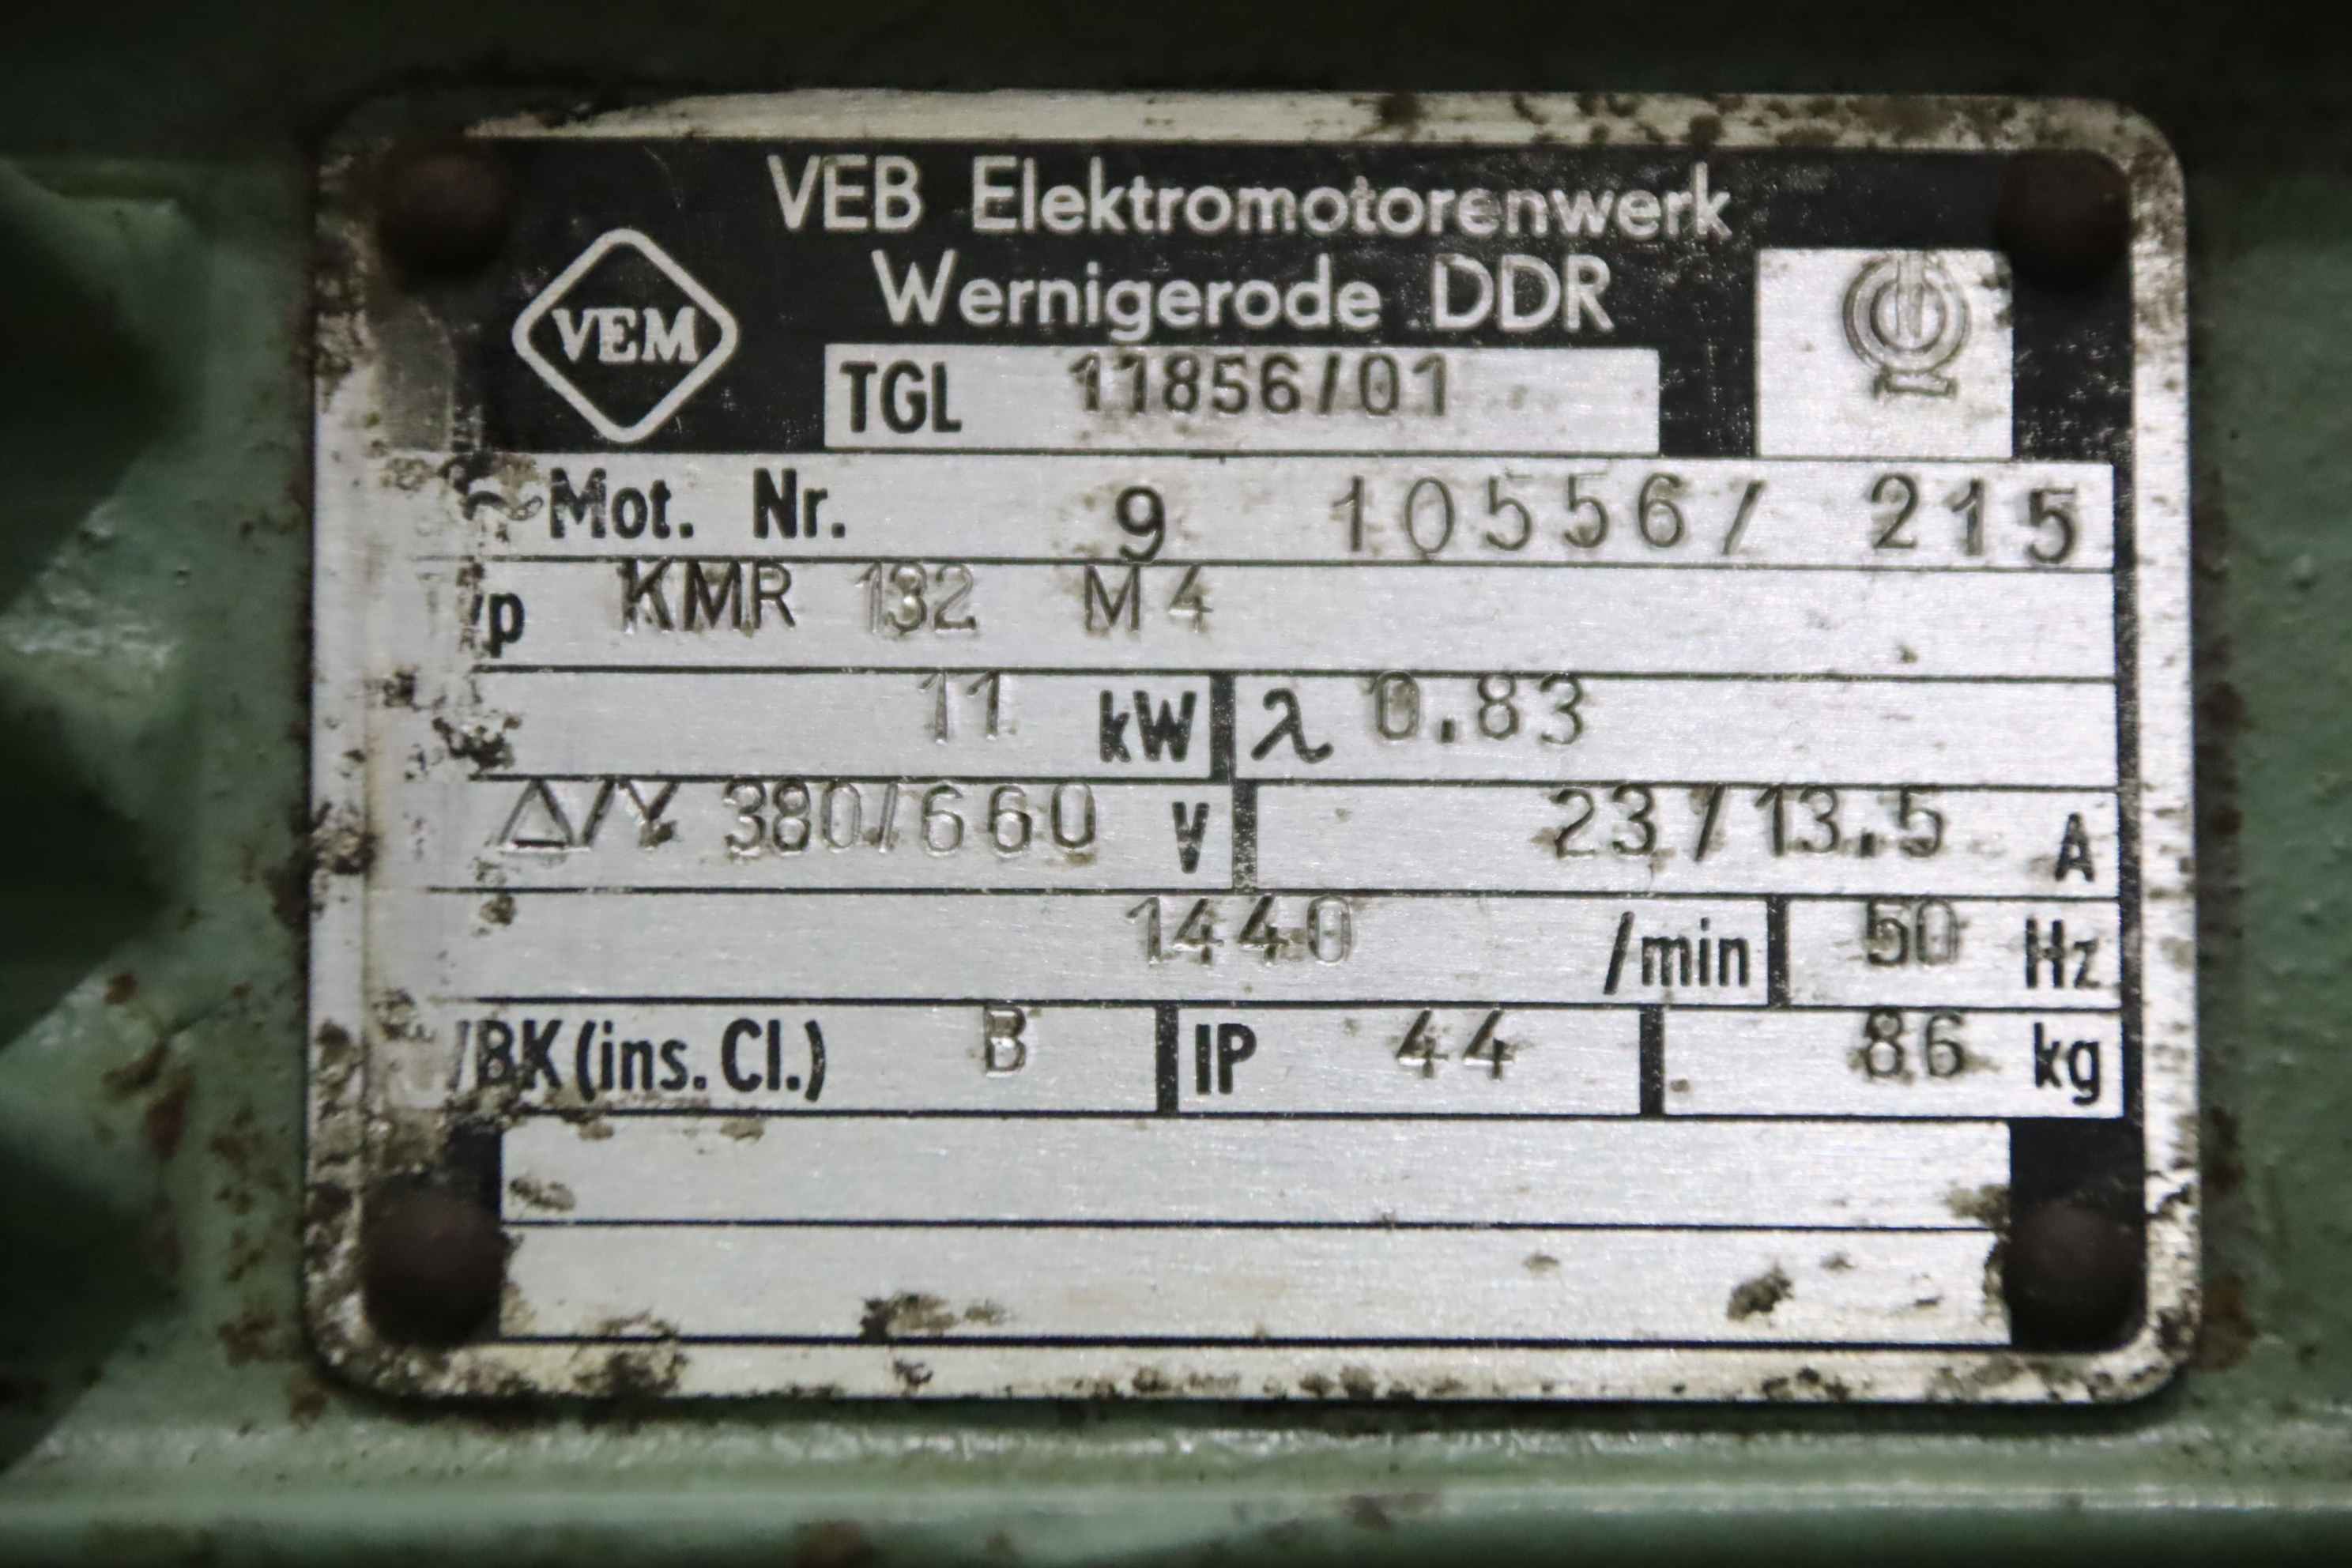 VEB Elektromotorenwerk
Wernigerode DDR
VEM
TGL 11856/01
~Mot. Nr. 9 10556/ 215
yp KMR 132 M4
11 kW λ 0.83
Δ/Y 380/660 V 23/13.5 A
1440 /min 50 Hz
/BK (ins. Cl.) B IP 44 86 kg